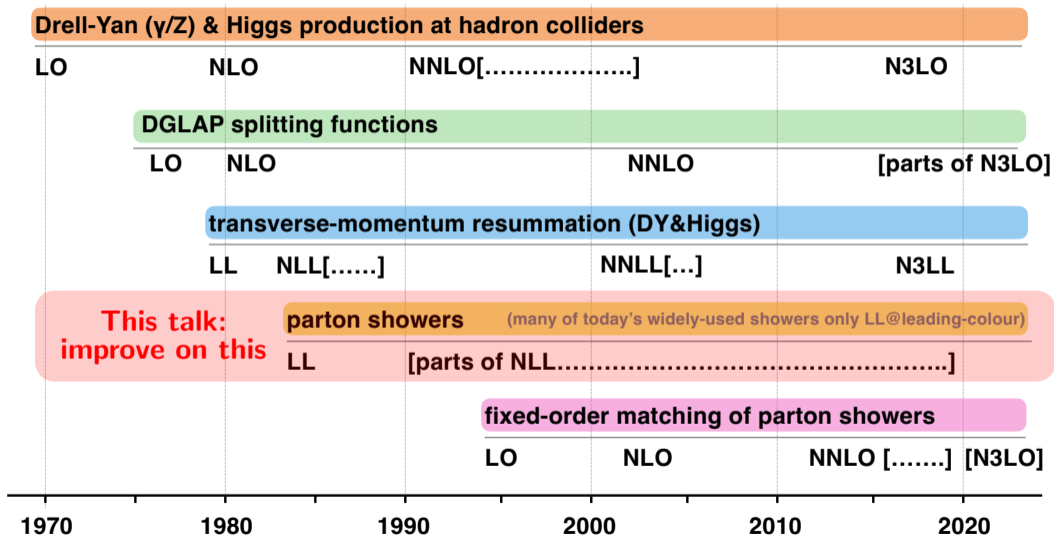 Drell-Yan (γ/Z) & Higgs production at hadron colliders
LO NLO NNLO[………………..] N3LO
DGLAP splitting functions
LO NLO NNLO [parts of N3LO]
transverse-momentum resummation (DY&Higgs)
LL NLL[……] NNLL[…] N3LL
This talk:
improve on this
parton showers (many of today's widely-used showers only LL@leading-colour)
LL [parts of NLL…………………………………………..]
fixed-order matching of parton showers
LO NLO NNLO […….] [N3LO]
1970 1980 1990 2000 2010 2020